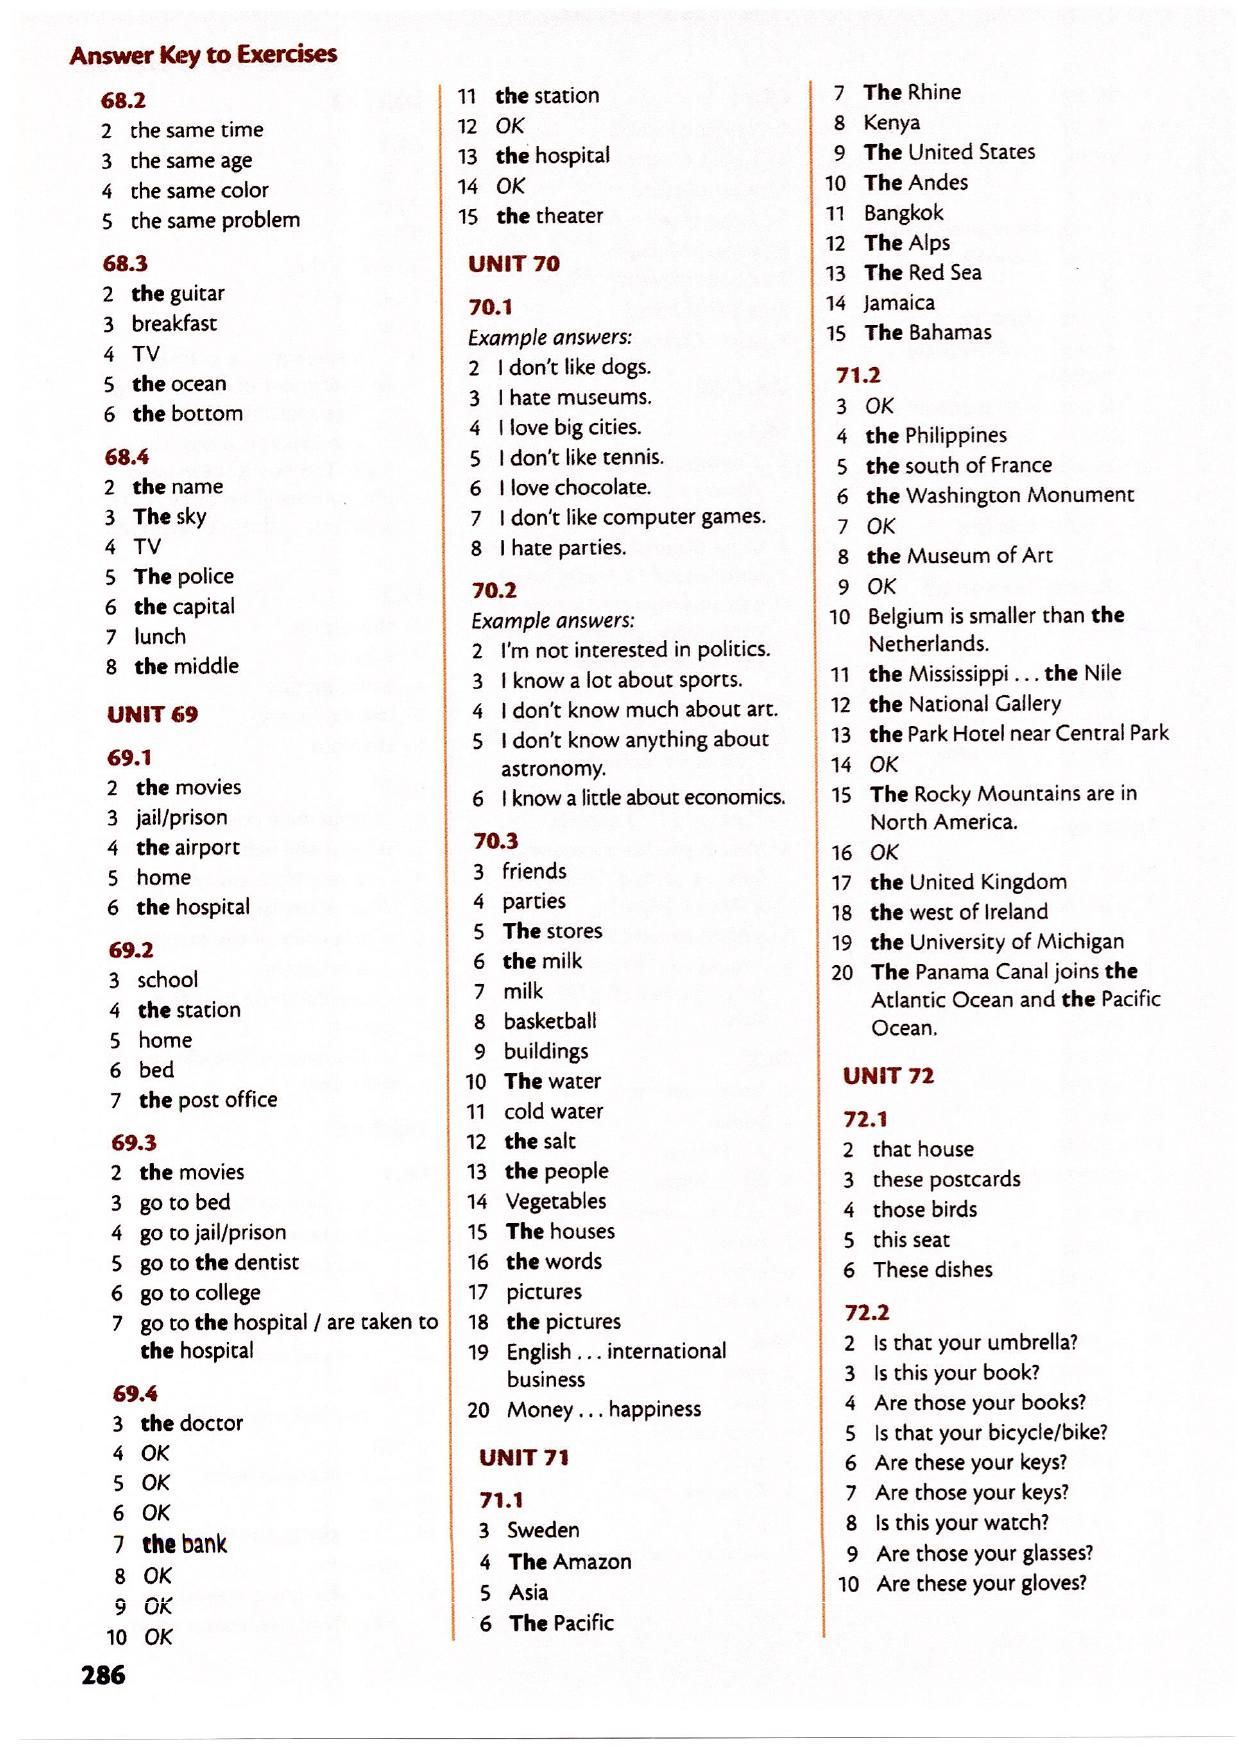 Answer Key to Exercises
68.2
2 the same time
3 the same age
4 the same color
5 the same problem
68.3
2 the guitar
3 breakfast
4 TV
5 the ocean
6 the bottom
68.4
2 the name
3 The sky
4 TV
5 The police
6 the capital
7 lunch
8 the middle
UNIT 69
69.1
2 the movies
3 jail/prison
4 the airport
5 home
6 the hospital
69.2
3 school
4 the station
5 home
6 bed
7 the post office
69.3
2 the movies
3 go to bed
4 go to jail/prison
5 go to the dentist
6 go to college
7 go to the hospital / are taken to
the hospital
69.4
3 the doctor
4 OK
5 OK
6 OK
7 the bank
8 OK
9 OK
10 OK
11 the station
12 OK
13 the hospital
14 OK
15 the theater
UNIT 70
70.1
Example answers:
2 I don't like dogs.
3 I hate museums.
4 I love big cities.
5 I don't like tennis.
6 I love chocolate.
7 I don't like computer games.
8 I hate parties.
70.2
Example answers:
2 I'm not interested in politics.
3 I know a lot about sports.
4 I don't know much about art.
5 I don't know anything about
astronomy.
6 I know a little about economics.
70.3
3 friends
4 parties
5 The stores
6 the milk
7 milk
8 basketball
9 buildings
10 The water
11 cold water
12 the salt
13 the people
14 Vegetables
15 The houses
16 the words
17 pictures
18 the pictures
19 English . . . international
business
20 Money . . . happiness
UNIT 71
71.1
3 Sweden
4 The Amazon
5 Asia
6 The Pacific
7 The Rhine
8 Kenya
9 The United States
10 The Andes
11 Bangkok
12 The Alps
13 The Red Sea
14 Jamaica
15 The Bahamas
71.2
3 OK
4 the Philippines
5 the south of France
6 the Washington Monument
7 OK
8 the Museum of Art
9 OK
10 Belgium is smaller than the
Netherlands.
11 the Mississippi . . . the Nile
12 the National Gallery
13 the Park Hotel near Central Park
14 OK
15 The Rocky Mountains are in
North America.
16 OK
17 the United Kingdom
18 the west of Ireland
19 the University of Michigan
20 The Panama Canal joins the
Atlantic Ocean and the Pacific
Ocean.
UNIT 72
72.1
2 that house
3 these postcards
4 those birds
5 this seat
6 These dishes
72.2
2 Is that your umbrella?
3 Is this your book?
4 Are those your books?
5 Is that your bicycle/bike?
6 Are these your keys?
7 Are those your keys?
8 Is this your watch?
9 Are those your glasses?
10 Are these your gloves?
286